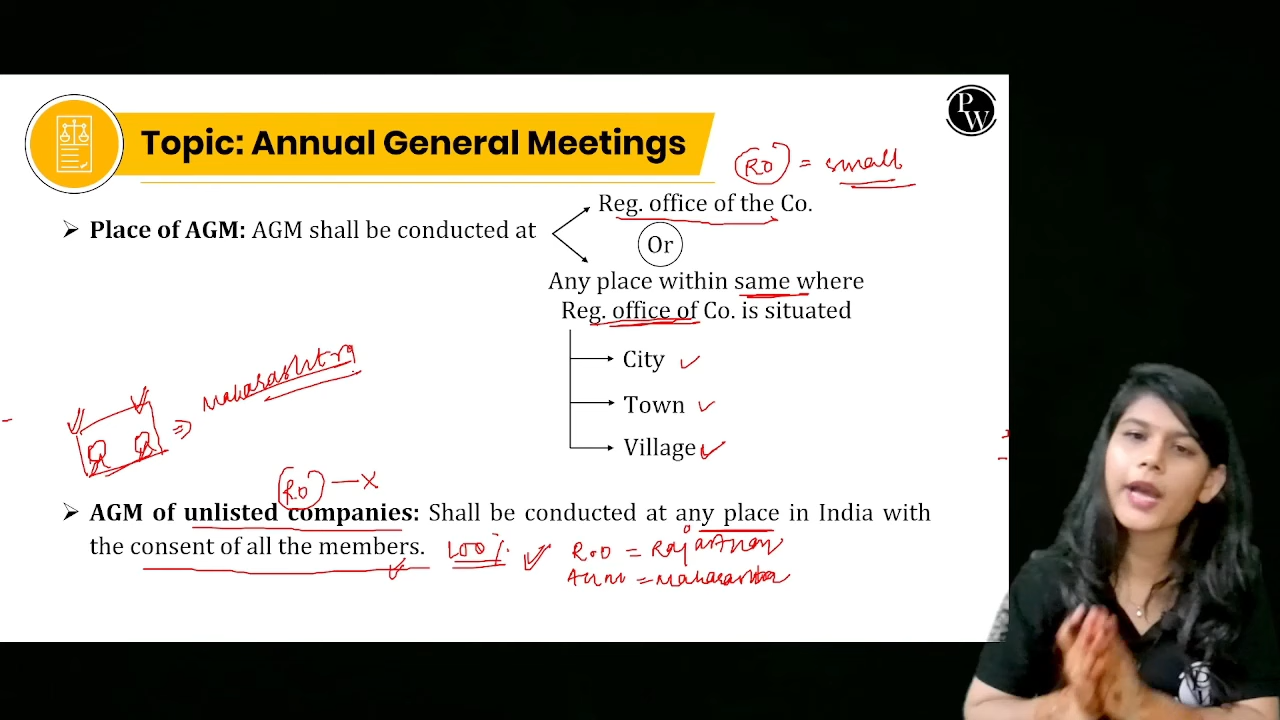 PW
Topic: Annual General Meetings
RO = small
Reg. office of the Co.
➢ Place of AGM: AGM shall be conducted at
Or
Any place within same where
Reg. office of Co. is situated
City
Town
Village
Maharashtra
RO — X
➢ AGM of unlisted companies: Shall be conducted at any place in India with
the consent of all the members. 100%
R.O = Rajasthan
AGM = Maharashtra
PW